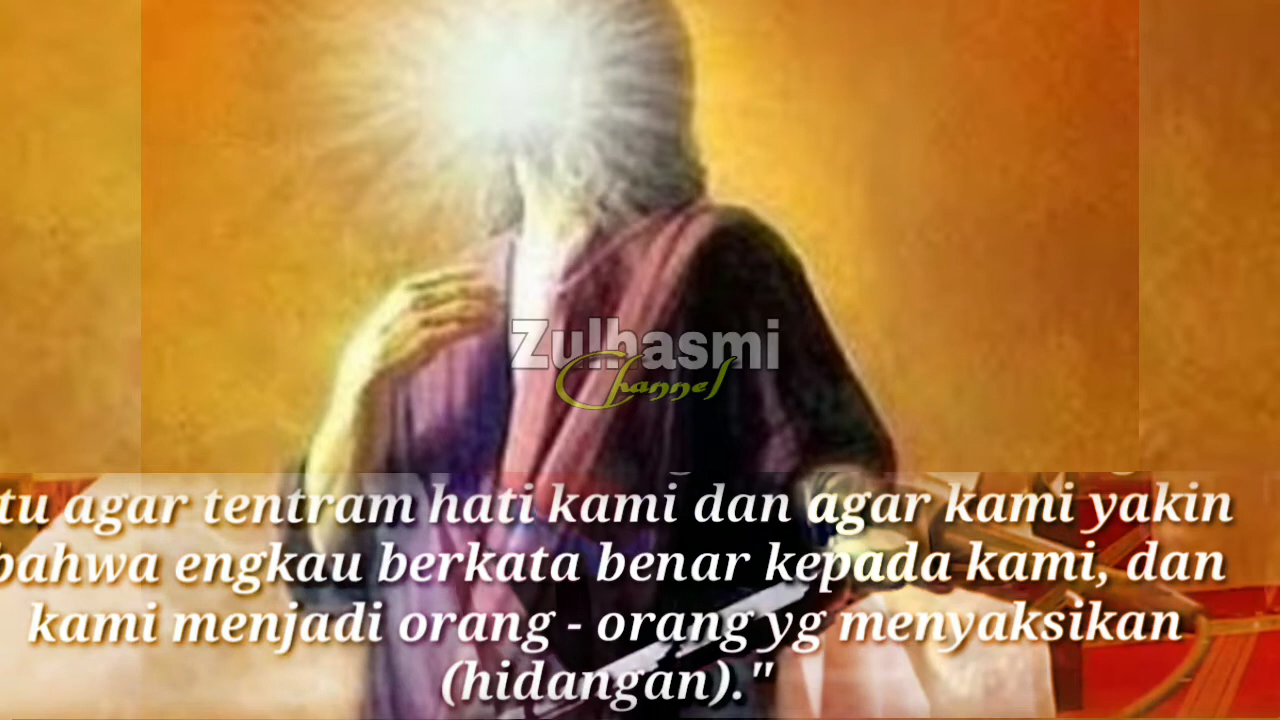 Zulhasmi
Channel
tu agar tentram hati kami dan agar kami yakin
bahwa engkau berkata benar kepada kami, dan
kami menjadi orang - orang yg menyaksikan
(hidangan)."